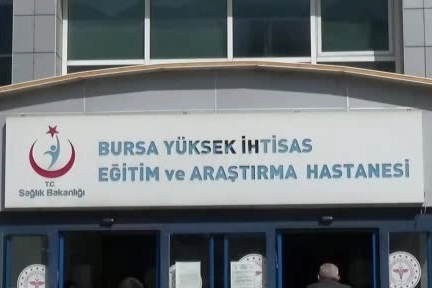 BURSA YÜKSEK İHTİSAS
EĞİTİM ve ARAŞTIRMA HASTANESİ
T.C.
Sağlık Bakanlığı